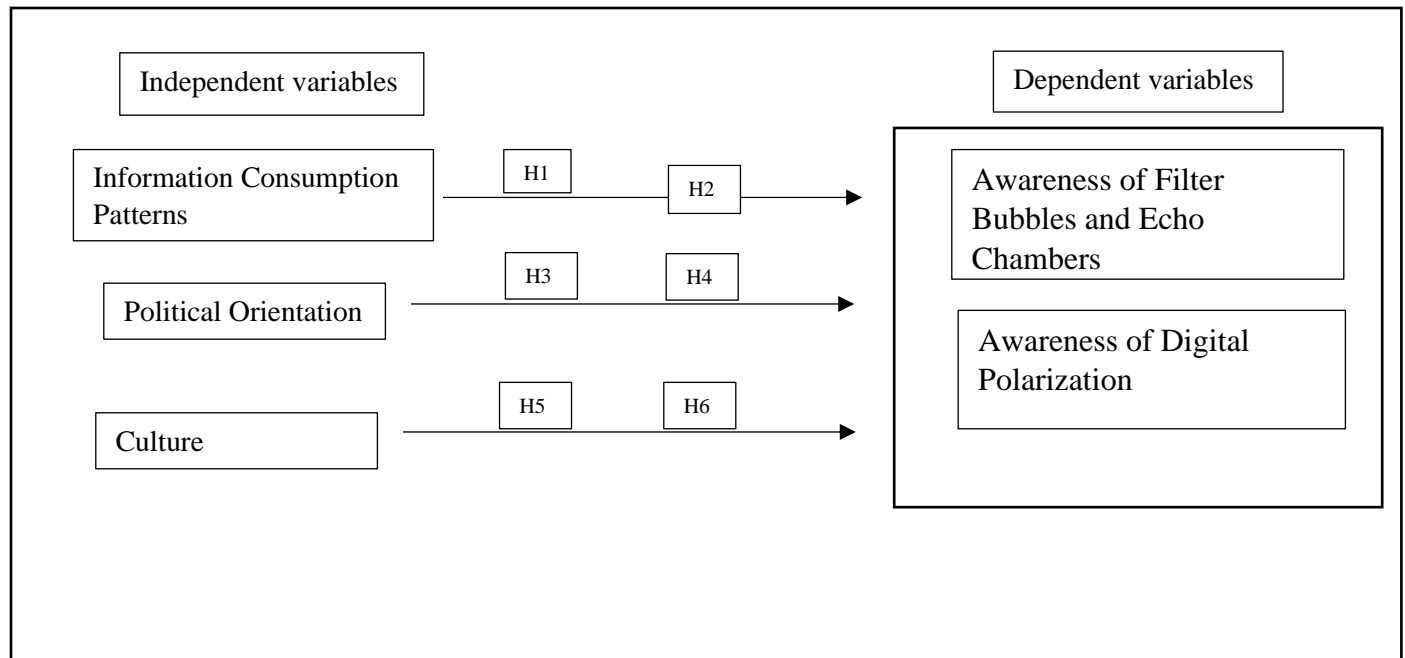 Independent variables
Dependent variables
Information Consumption
Patterns
H1
H2
Awareness of Filter
Bubbles and Echo
Chambers
Political Orientation
H3
H4
Awareness of Digital
Polarization
Culture
H5
H6